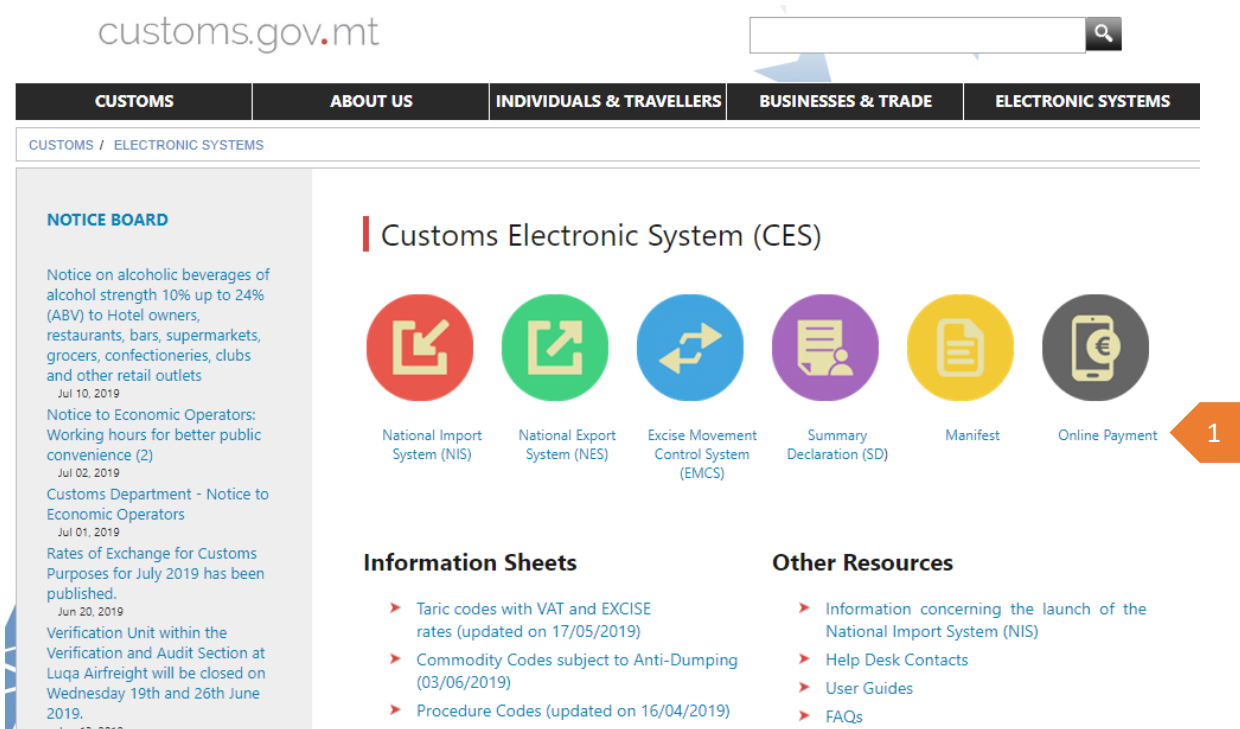 customs.gov.mt
CUSTOMS
ABOUT US
INDIVIDUALS & TRAVELLERS
BUSINESSES & TRADE
ELECTRONIC SYSTEMS
CUSTOMS / ELECTRONIC SYSTEMS
NOTICE BOARD
Notice on alcoholic beverages of
alcohol strength 10% up to 24%
(ABV) to Hotel owners,
restaurants, bars, supermarkets,
grocers, confectioneries, clubs
and other retail outlets
Jul 10, 2019
Notice to Economic Operators:
Working hours for better public
convenience (2)
Jul 02, 2019
Customs Department - Notice to
Economic Operators
Jul 01, 2019
Rates of Exchange for Customs
Purposes for July 2019 has been
published.
Jun 20, 2019
Verification Unit within the
Verification and Audit Section at
Luqa Airfreight will be closed on
Wednesday 19th and 26th June
2019.
Customs Electronic System (CES)
€
National Import
System (NIS)
National Export
System (NES)
Excise Movement
Control System
(EMCS)
Summary
Declaration (SD)
Manifest
Online Payment
1
Information Sheets
Taric codes with VAT and EXCISE
rates (updated on 17/05/2019)
Commodity Codes subject to Anti-Dumping
(03/06/2019)
Procedure Codes (updated on 16/04/2019)
Other Resources
Information concerning the launch of the
National Import System (NIS)
Help Desk Contacts
User Guides
FAQs